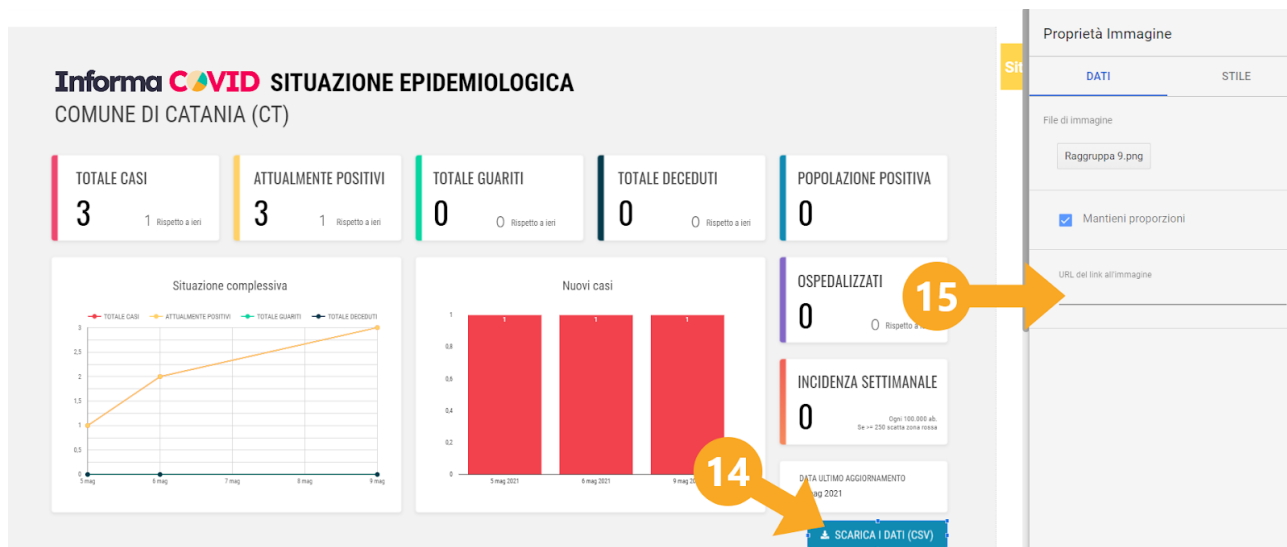 Informa COVID SITUAZIONE EPIDEMIOLOGICA
COMUNE DI CATANIA (CT)
TOTALE CASI
3
1 Rispetto a ieri
ATTUALMENTE POSITIVI
3
1 Rispetto a ieri
TOTALE GUARITI
0
0 Rispetto a ieri
TOTALE DECEDUTI
0
0 Rispetto a ieri
POPOLAZIONE POSITIVA
0
Situazione complessiva
TOTALE CASI ATTUALMENTE POSITIVI TOTALE GUARITI TOTALE DECEDUTI
3
2,5
2
1,5
1
0,5
0
5 mag 6 mag 7 mag 8 mag 9 mag
Nuovi casi
1
0,8
0,6
0,4
0,2
0
1 1 1
5 mag 2021 6 mag 2021 9 mag 20
OSPEDALIZZATI
0
0 Rispetto a
INCIDENZA SETTIMANALE
0
Ogni 100.000 ab.
Se >= 250 scatta zona rossa
DATA ULTIMO AGGIORNAMENTO
mag 2021
SCARICA I DATI (CSV)
14
15
Sit
Proprietà Immagine
DATI STILE
File di immagine
Raggruppa 9.png
Mantieni proporzioni
URL del link all'immagine